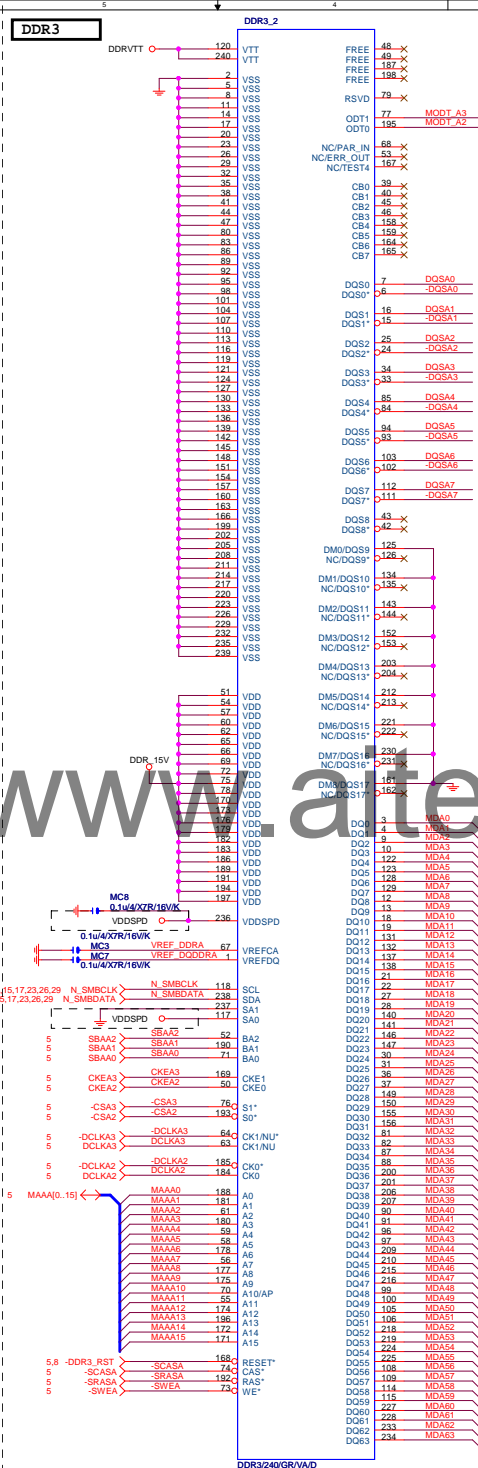 5
4
DDR3
DDR3_2
DDRVTT
120 VTT
240 VTT
2 VSS
5 VSS
8 VSS
11 VSS
14 VSS
17 VSS
20 VSS
23 VSS
26 VSS
29 VSS
32 VSS
35 VSS
38 VSS
41 VSS
44 VSS
47 VSS
80 VSS
83 VSS
86 VSS
89 VSS
92 VSS
95 VSS
98 VSS
101 VSS
104 VSS
107 VSS
110 VSS
113 VSS
116 VSS
119 VSS
121 VSS
124 VSS
127 VSS
130 VSS
133 VSS
136 VSS
139 VSS
142 VSS
145 VSS
148 VSS
151 VSS
154 VSS
157 VSS
160 VSS
163 VSS
166 VSS
199 VSS
202 VSS
205 VSS
208 VSS
211 VSS
214 VSS
217 VSS
220 VSS
223 VSS
226 VSS
229 VSS
232 VSS
235 VSS
239 VSS
51 VDD
54 VDD
57 VDD
60 VDD
62 VDD
65 VDD
66 VDD
69 VDD
DDR_15V
72 VDD
75 VDD
78 VDD
170 VDD
173 VDD
176 VDD
179 VDD
182 VDD
183 VDD
186 VDD
189 VDD
191 VDD
194 VDD
197 VDD
MC8
0.1u/4/X7R/16V/K
VDDSPD 236 VDDSPD
0.1u/4/X7R/16V/K
MC3 VREF_DDRA 67 VREFCA
MC7 VREF_DQDDRA 1 VREFDQ
0.1u/4/X7R/16V/K
15,17,23,26,29 N_SMBCLK N_SMBCLK 118 SCL
5,17,23,26,29 N_SMBDATA N_SMBDATA 238 SDA
237 SA1
VDDSPD 117 SA0
5 SBAA2 SBAA2 52 BA2
5 SBAA1 SBAA1 190 BA1
5 SBAA0 SBAA0 71 BA0
5 CKEA3 CKEA3 169 CKE1
5 CKEA2 CKEA2 50 CKE0
5 -CSA3 -CSA3 76 S1*
5 -CSA2 -CSA2 193 S0*
5 -DCLKA3 -DCLKA3 64 CK1/NU*
5 DCLKA3 DCLKA3 63 CK1/NU
5 -DCLKA2 -DCLKA2 185 CK0*
5 DCLKA2 DCLKA2 184 CK0
5 MAAA[0..15]
MAAA0 188 A0
MAAA1 181 A1
MAAA2 61 A2
MAAA3 180 A3
MAAA4 59 A4
MAAA5 58 A5
MAAA6 178 A6
MAAA7 56 A7
MAAA8 177 A8
MAAA9 175 A9
MAAA10 70 A10/AP
MAAA11 55 A11
MAAA12 174 A12
MAAA13 196 A13
MAAA14 172 A14
MAAA15 171 A15
5,8 -DDR3_RST 168 RESET*
5 -SCASA -SCASA 74 CAS*
5 -SRASA -SRASA 192 RAS*
5 -SWEA -SWEA 73 WE*
FREE 48
FREE 49
FREE 187
FREE 198
RSVD 79
ODT1 77 MODT_A3
ODT0 195 MODT_A2
NC/PAR_IN 68
NC/ERR_OUT 53
NC/TEST4 167
CB0 39
CB1 40
CB2 45
CB3 46
CB4 158
CB5 159
CB6 164
CB7 165
DQS0 7 DQSA0
DQS0* 6 -DQSA0
DQS1 16 DQSA1
DQS1* 15 -DQSA1
DQS2 25 DQSA2
DQS2* 24 -DQSA2
DQS3 34 DQSA3
DQS3* 33 -DQSA3
DQS4 85 DQSA4
DQS4* 84 -DQSA4
DQS5 94 DQSA5
DQS5* 93 -DQSA5
DQS6 103 DQSA6
DQS6* 102 -DQSA6
DQS7 112 DQSA7
DQS7* 111 -DQSA7
DQS8 43
DQS8* 42
DM0/DQS9 125
NC/DQS9* 126
DM1/DQS10 134
NC/DQS10* 135
DM2/DQS11 143
NC/DQS11* 144
DM3/DQS12 152
NC/DQS12* 153
DM4/DQS13 203
NC/DQS13* 204
DM5/DQS14 212
NC/DQS14* 213
DM6/DQS15 221
NC/DQS15* 222
DM7/DQS16 230
NC/DQS16* 231
DM8/DQS17 161
NC/DQS17* 162
www.aite
DQ0 3 MDA0
DQ1 4 MDA1
DQ2 9 MDA2
DQ3 10 MDA3
DQ4 122 MDA4
DQ5 123 MDA5
DQ6 128 MDA6
DQ7 129 MDA7
DQ8 12 MDA8
DQ9 13 MDA9
DQ10 18 MDA10
DQ11 19 MDA11
DQ12 131 MDA12
DQ13 132 MDA13
DQ14 137 MDA14
DQ15 138 MDA15
DQ16 21 MDA16
DQ17 22 MDA17
DQ18 27 MDA18
DQ19 28 MDA19
DQ20 140 MDA20
DQ21 141 MDA21
DQ22 146 MDA22
DQ23 147 MDA23
DQ24 30 MDA24
DQ25 31 MDA25
DQ26 36 MDA26
DQ27 37 MDA27
DQ28 149 MDA28
DQ29 150 MDA29
DQ30 155 MDA30
DQ31 156 MDA31
DQ32 81 MDA32
DQ33 82 MDA33
DQ34 87 MDA34
DQ35 88 MDA35
DQ36 200 MDA36
DQ37 201 MDA37
DQ38 206 MDA38
DQ39 207 MDA39
DQ40 90 MDA40
DQ41 91 MDA41
DQ42 96 MDA42
DQ43 97 MDA43
DQ44 209 MDA44
DQ45 210 MDA45
DQ46 215 MDA46
DQ47 216 MDA47
DQ48 99 MDA48
DQ49 100 MDA49
DQ50 105 MDA50
DQ51 106 MDA51
DQ52 218 MDA52
DQ53 219 MDA53
DQ54 224 MDA54
DQ55 225 MDA55
DQ56 108 MDA56
DQ57 109 MDA57
DQ58 114 MDA58
DQ59 115 MDA59
DQ60 227 MDA60
DQ61 228 MDA61
DQ62 233 MDA62
DQ63 234 MDA63
DDR3/240/GR/VA/D